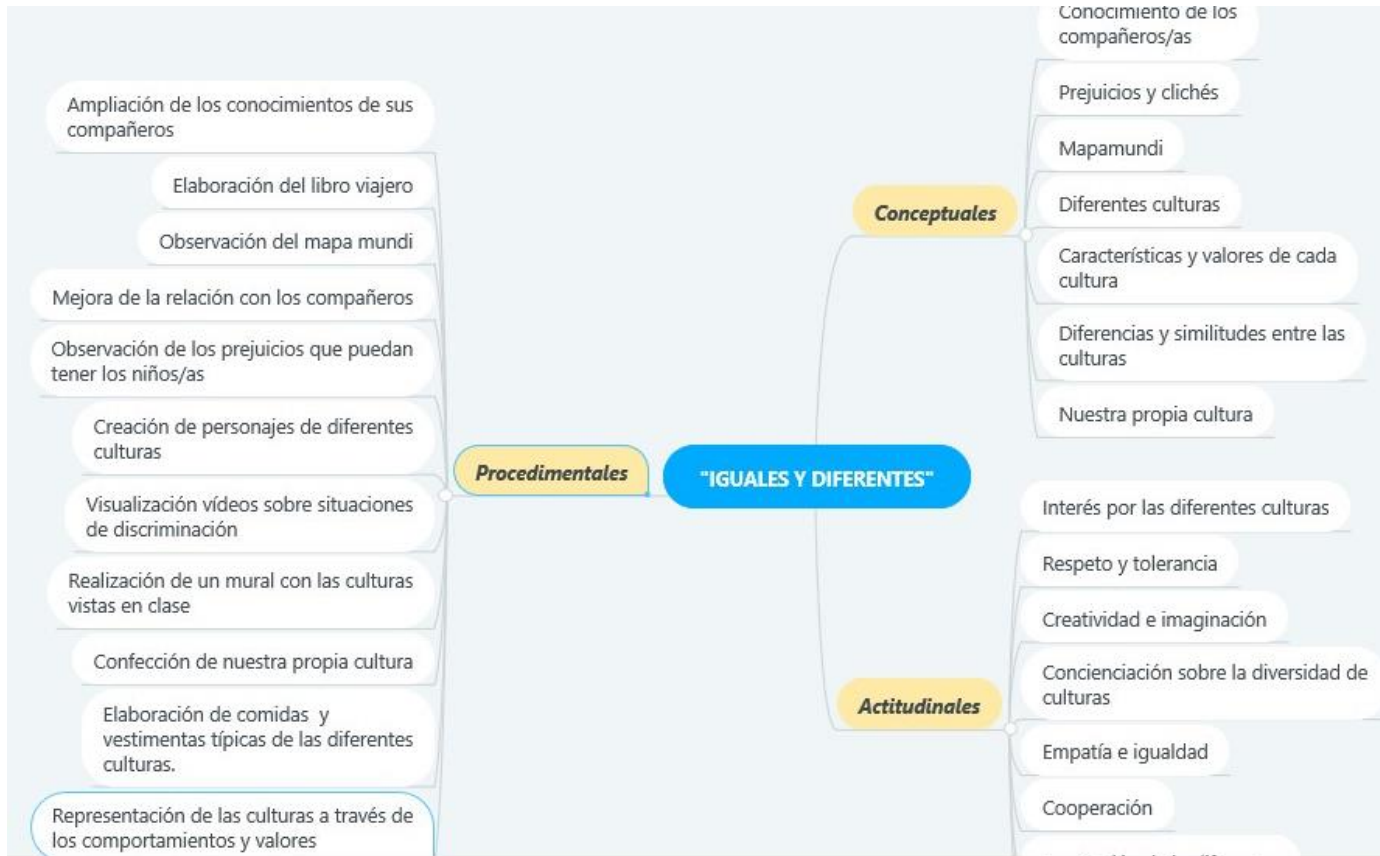 Ampliación de los conocimientos de sus
compañeros
Elaboración del libro viajero
Observación del mapa mundi
Mejora de la relación con los compañeros
Observación de los prejuicios que puedan
tener los niños/as
Creación de personajes de diferentes
culturas
Visualización vídeos sobre situaciones
de discriminación
Realización de un mural con las culturas
vistas en clase
Confección de nuestra propia cultura
Elaboración de comidas y
vestimentas típicas de las diferentes
culturas.
Representación de las culturas a través de
los comportamientos y valores
Procedimentales
"IGUALES Y DIFERENTES"
Conceptuales
Conocimiento de los
compañeros/as
Prejuicios y clichés
Mapamundi
Diferentes culturas
Características y valores de cada
cultura
Diferencias y similitudes entre las
culturas
Nuestra propia cultura
Actitudinales
Interés por las diferentes culturas
Respeto y tolerancia
Creatividad e imaginación
Concienciación sobre la diversidad de
culturas
Empatía e igualdad
Cooperación